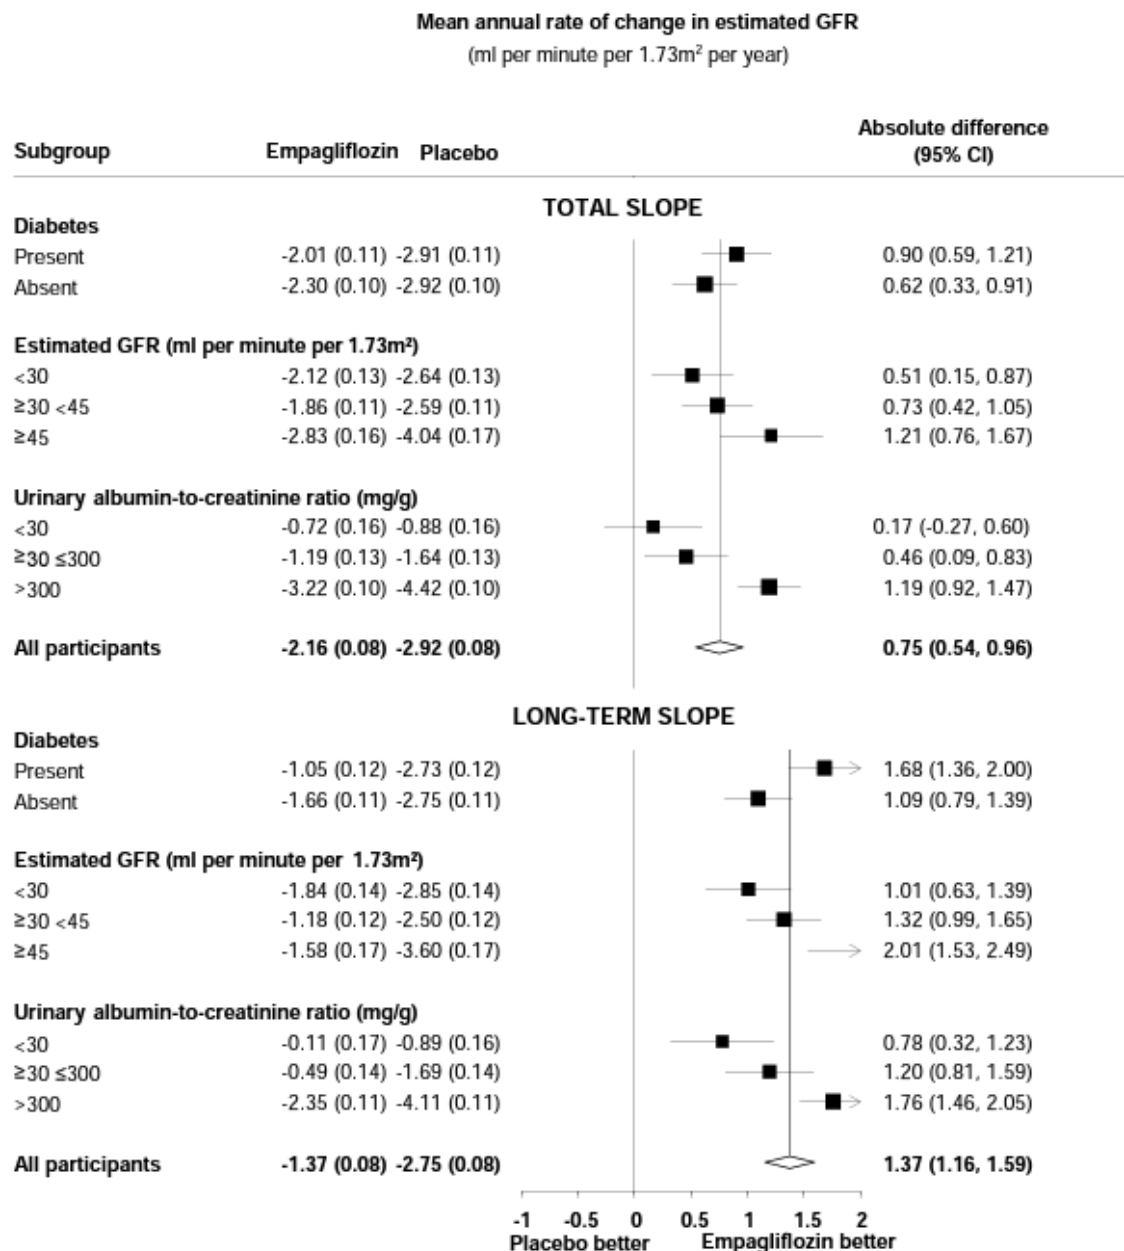 Mean annual rate of change in estimated GFR
(ml per minute per 1.73m² per year)
Subgroup Empagliflozin Placebo Absolute difference
(95% CI)
TOTAL SLOPE
Diabetes
Present -2.01 (0.11) -2.91 (0.11) 0.90 (0.59, 1.21)
Absent -2.30 (0.10) -2.92 (0.10) 0.62 (0.33, 0.91)
Estimated GFR (ml per minute per 1.73m²)
<30 -2.12 (0.13) -2.64 (0.13) 0.51 (0.15, 0.87)
≥30 <45 -1.86 (0.11) -2.59 (0.11) 0.73 (0.42, 1.05)
≥45 -2.83 (0.16) -4.04 (0.17) 1.21 (0.76, 1.67)
Urinary albumin-to-creatinine ratio (mg/g)
<30 -0.72 (0.16) -0.88 (0.16) 0.17 (-0.27, 0.60)
≥30 ≤300 -1.19 (0.13) -1.64 (0.13) 0.46 (0.09, 0.83)
>300 -3.22 (0.10) -4.42 (0.10) 1.19 (0.92, 1.47)
All participants -2.16 (0.08) -2.92 (0.08) 0.75 (0.54, 0.96)
LONG-TERM SLOPE
Diabetes
Present -1.05 (0.12) -2.73 (0.12) 1.68 (1.36, 2.00)
Absent -1.66 (0.11) -2.75 (0.11) 1.09 (0.79, 1.39)
Estimated GFR (ml per minute per 1.73m²)
<30 -1.84 (0.14) -2.85 (0.14) 1.01 (0.63, 1.39)
≥30 <45 -1.18 (0.12) -2.50 (0.12) 1.32 (0.99, 1.65)
≥45 -1.58 (0.17) -3.60 (0.17) 2.01 (1.53, 2.49)
Urinary albumin-to-creatinine ratio (mg/g)
<30 -0.11 (0.17) -0.89 (0.16) 0.78 (0.32, 1.23)
≥30 ≤300 -0.49 (0.14) -1.69 (0.14) 1.20 (0.81, 1.59)
>300 -2.35 (0.11) -4.11 (0.11) 1.76 (1.46, 2.05)
All participants -1.37 (0.08) -2.75 (0.08) 1.37 (1.16, 1.59)
-1 -0.5 0 0.5 1 1.5 2
Placebo better Empagliflozin better